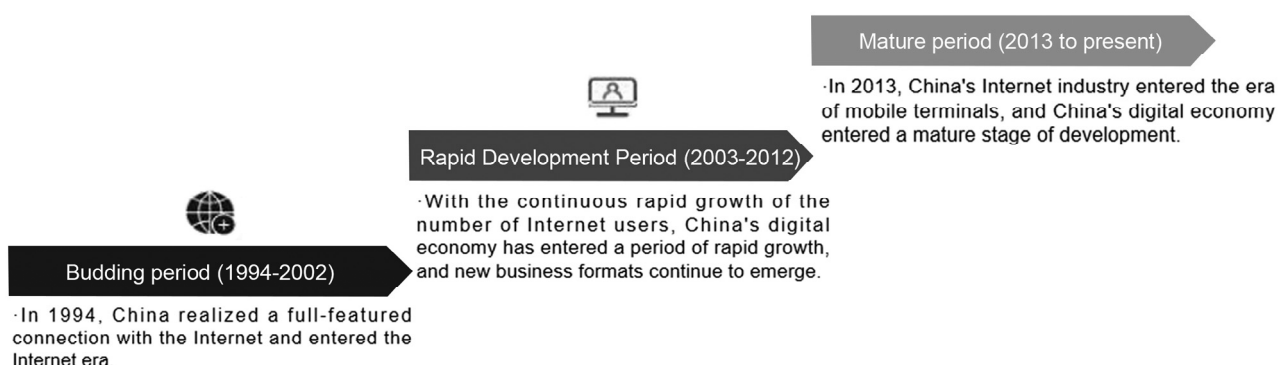 Mature period (2013 to present)
·In 2013, China's Internet industry entered the era
of mobile terminals, and China's digital economy
entered a mature stage of development.
Rapid Development Period (2003-2012)
·With the continuous rapid growth of the
number of Internet users, China's digital
economy has entered a period of rapid growth,
and new business formats continue to emerge.
Budding period (1994-2002)
·In 1994, China realized a full-featured
connection with the Internet and entered the
Internet era